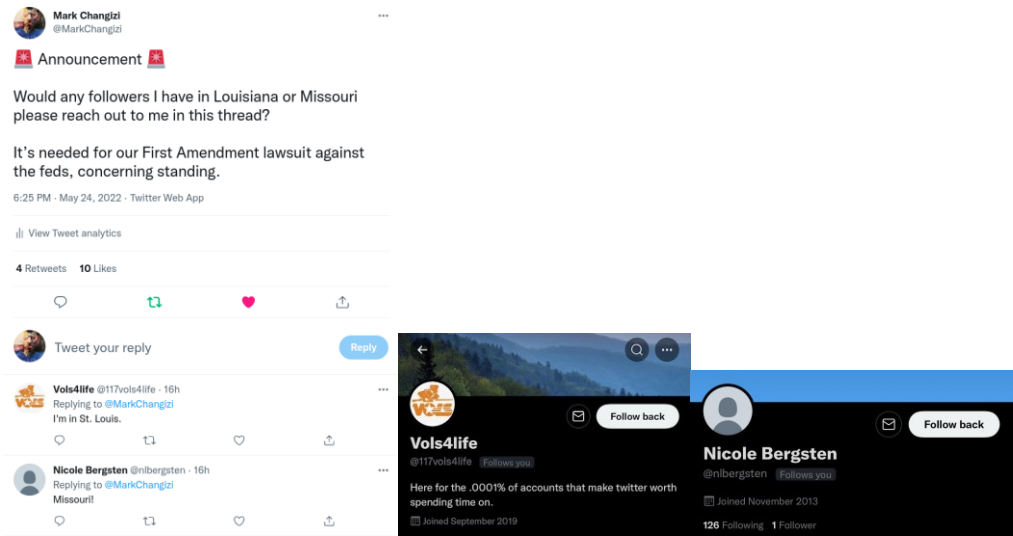 Mark Changizi
@MarkChangizi
Announcement
Would any followers I have in Louisiana or Missouri
please reach out to me in this thread?
It's needed for our First Amendment lawsuit against
the feds, concerning standing.
6:25 PM · May 24, 2022 · Twitter Web App
View Tweet analytics
4 Retweets 10 Likes
Tweet your reply
Reply
Vols4life @117vols4life · 16h
Replying to @MarkChangizi
I'm in St. Louis.
Nicole Bergsten @nlbergsten · 16h
Replying to @MarkChangizi
Missouri!
VOLS
Follow back
Vols4life
@117vols4life Follows you
Here for the .0001% of accounts that make twitter worth
spending time on.
Joined September 2019
Follow back
Nicole Bergsten
@nlbergsten Follows you
Joined November 2013
126 Following 1 Follower